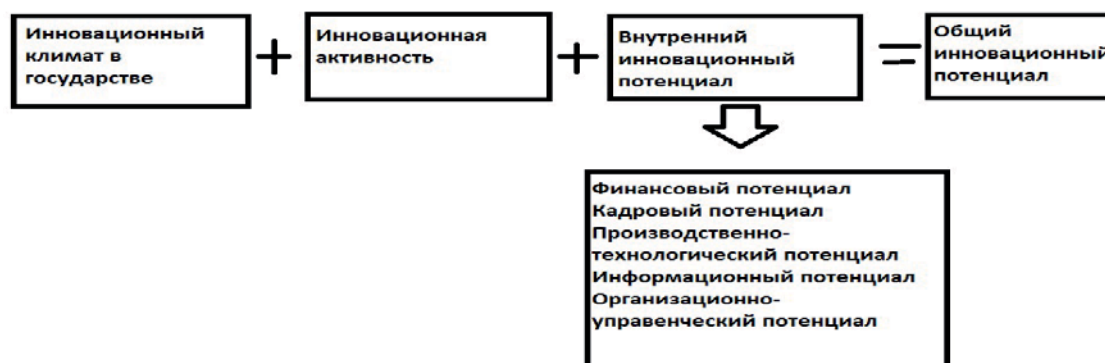 Инновационный
климат в
государстве
+
Инновационная
активность
+
Внутренний
инновационный
потенциал
=
Общий
инновационный
потенциал
Финансовый потенциал
Кадровый потенциал
Производственно-
технологический потенциал
Информационный потенциал
Организационно-
управенческий потенциал